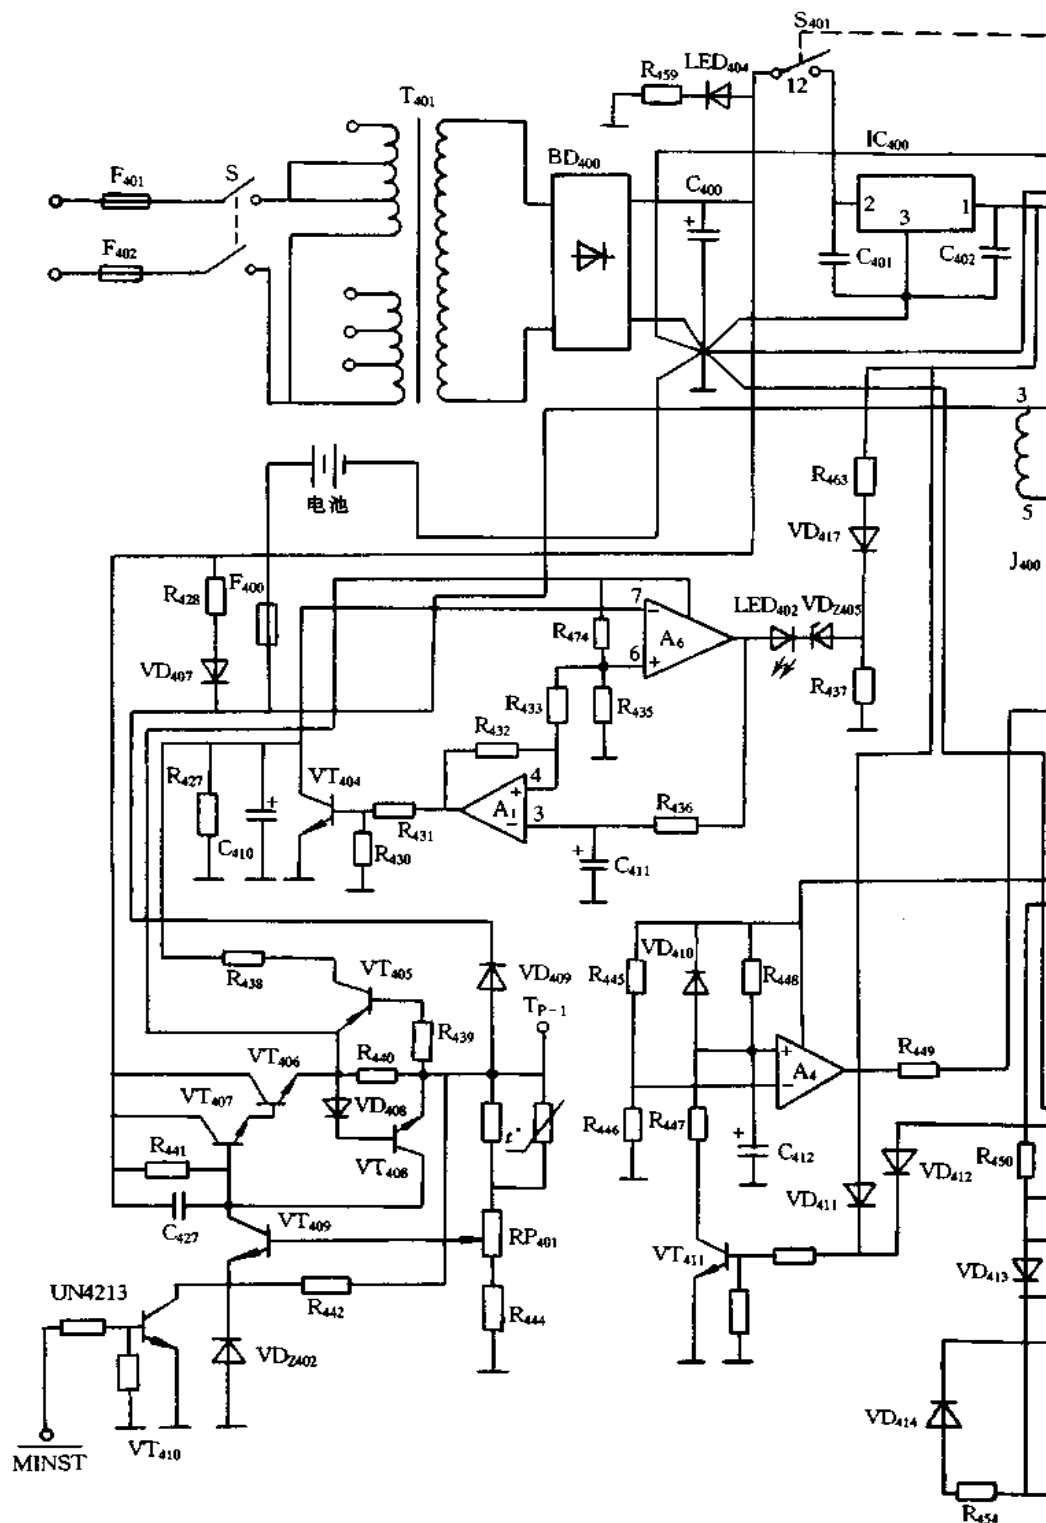 S401
R459
LED404
12
T401
F401
S
BD400
C400
IC400
2
3
1
C401
C402
F402
3
5
J400
电池
R463
VD417
R428
F400
VD407
7
A6
R474
6
LED402
VDZ405
R433
R435
R437
R432
R427
VT404
4
A1
3
R436
C410
R431
R430
C411
R438
VT405
VD409
TP-1
R439
R445
VD410
R448
R440
VT406
VT407
VD408
t°
A4
R449
R441
VT408
R446
R447
C412
VD412
R450
C427
VT409
RP401
VD411
VT411
VD413
UN4213
R442
R444
VDZ402
VD414
MINST
VT410
R454